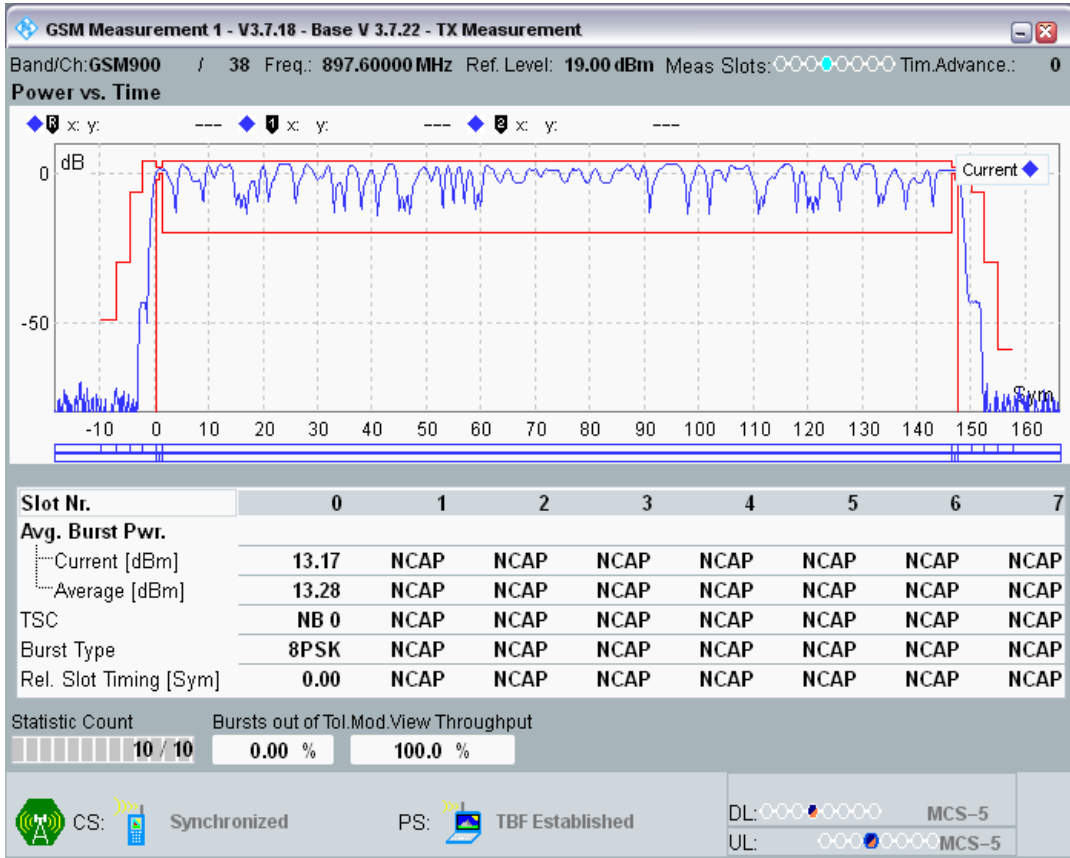 GSM Measurement 1 - V3.7.18 - Base V 3.7.22 - TX Measurement
Band/Ch:GSM900 / 38 Freq.: 897.60000 MHz Ref. Level: 19.00 dBm Meas Slots: Tim.Advance.: 0
Power vs. Time
R x: y: --- 1 x: y: --- 2 x: y: ---
dB
Current
0
-50
Sym
-10 0 10 20 30 40 50 60 70 80 90 100 110 120 130 140 150 160
Slot Nr. 0 1 2 3 4 5 6 7
Avg. Burst Pwr.
Current [dBm] 13.17 NCAP NCAP NCAP NCAP NCAP NCAP NCAP
Average [dBm] 13.28 NCAP NCAP NCAP NCAP NCAP NCAP NCAP
TSC NB 0 NCAP NCAP NCAP NCAP NCAP NCAP NCAP
Burst Type 8PSK NCAP NCAP NCAP NCAP NCAP NCAP NCAP
Rel. Slot Timing [Sym] 0.00 NCAP NCAP NCAP NCAP NCAP NCAP NCAP
Statistic Count Bursts out of Tol.Mod.View Throughput
10 / 10 0.00 % 100.0 %
CS: Synchronized PS: TBF Established
DL: MCS-5
UL: MCS-5